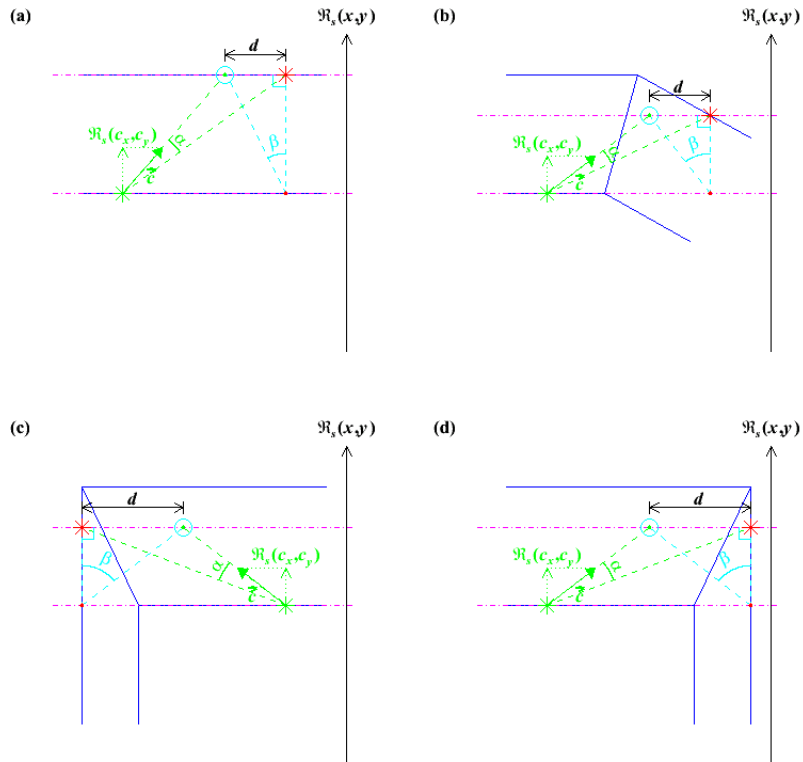 (a) ℜs(x,y) (b) ℜs(x,y)
d
d
ℜs(cx,cy) β ℜs(cx,cy) α β
α
c⃗ c⃗
(c) ℜs(x,y) (d) ℜs(x,y)
d d
β ℜs(cx,cy) ℜs(cx,cy) β
α c⃗ c⃗ α